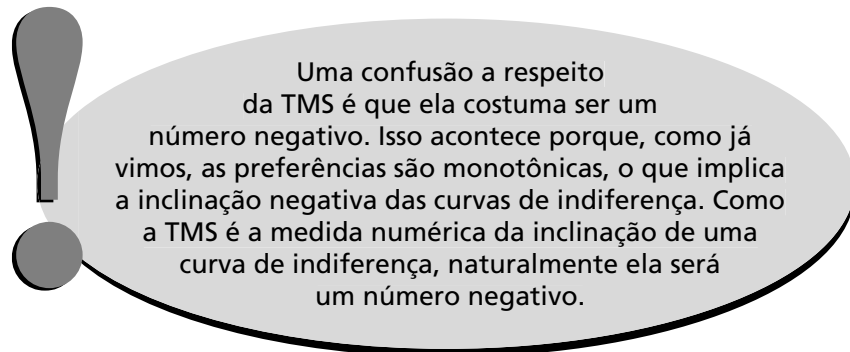 Uma confusão a respeito
da TMS é que ela costuma ser um
número negativo. Isso acontece porque, como já
vimos, as preferências são monotônicas, o que implica
a inclinação negativa das curvas de indiferença. Como
a TMS é a medida numérica da inclinação de uma
curva de indiferença, naturalmente ela será
um número negativo.